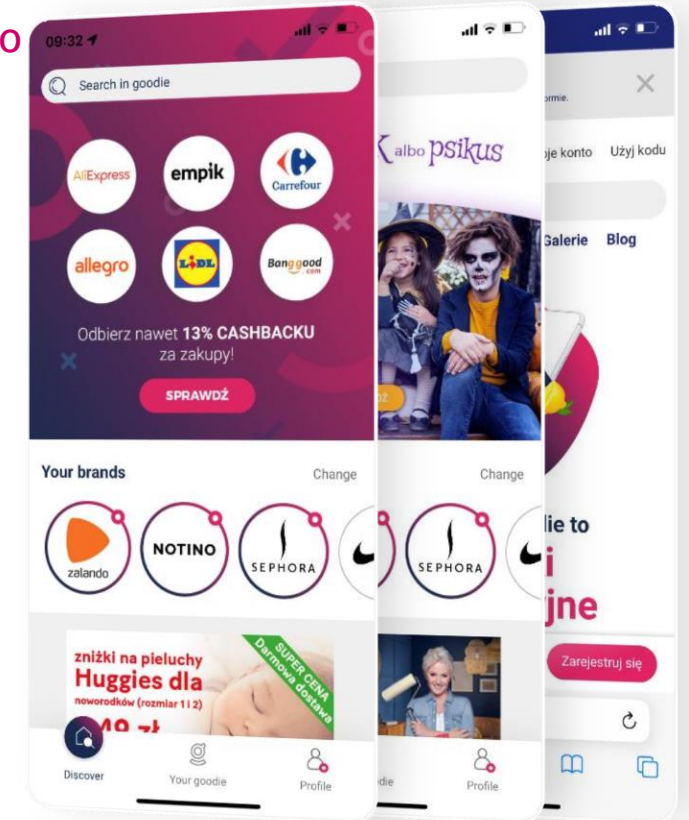 09:32
Search in goodie
AliExpress
empik
Carrefour
allegro
LIDL
Banggood
.com
Odbierz nawet 13% CASHBACKU
za zakupy!
SPRAWDŹ
Your brands
Change
zalando
NOTINO
SEPHORA
zniżki na pieluchy
Huggies dla
noworodków (rozmiar 1 i 2)
SUPER CENA
Darmowa dostawa
Discover
Your goodie
Profile
albo psikus
Change
SEPHORA
die
Profile
ormie.
oje konto
Użyj kodu
Galerie
Blog
lie to
i
jne
Zarejestruj się